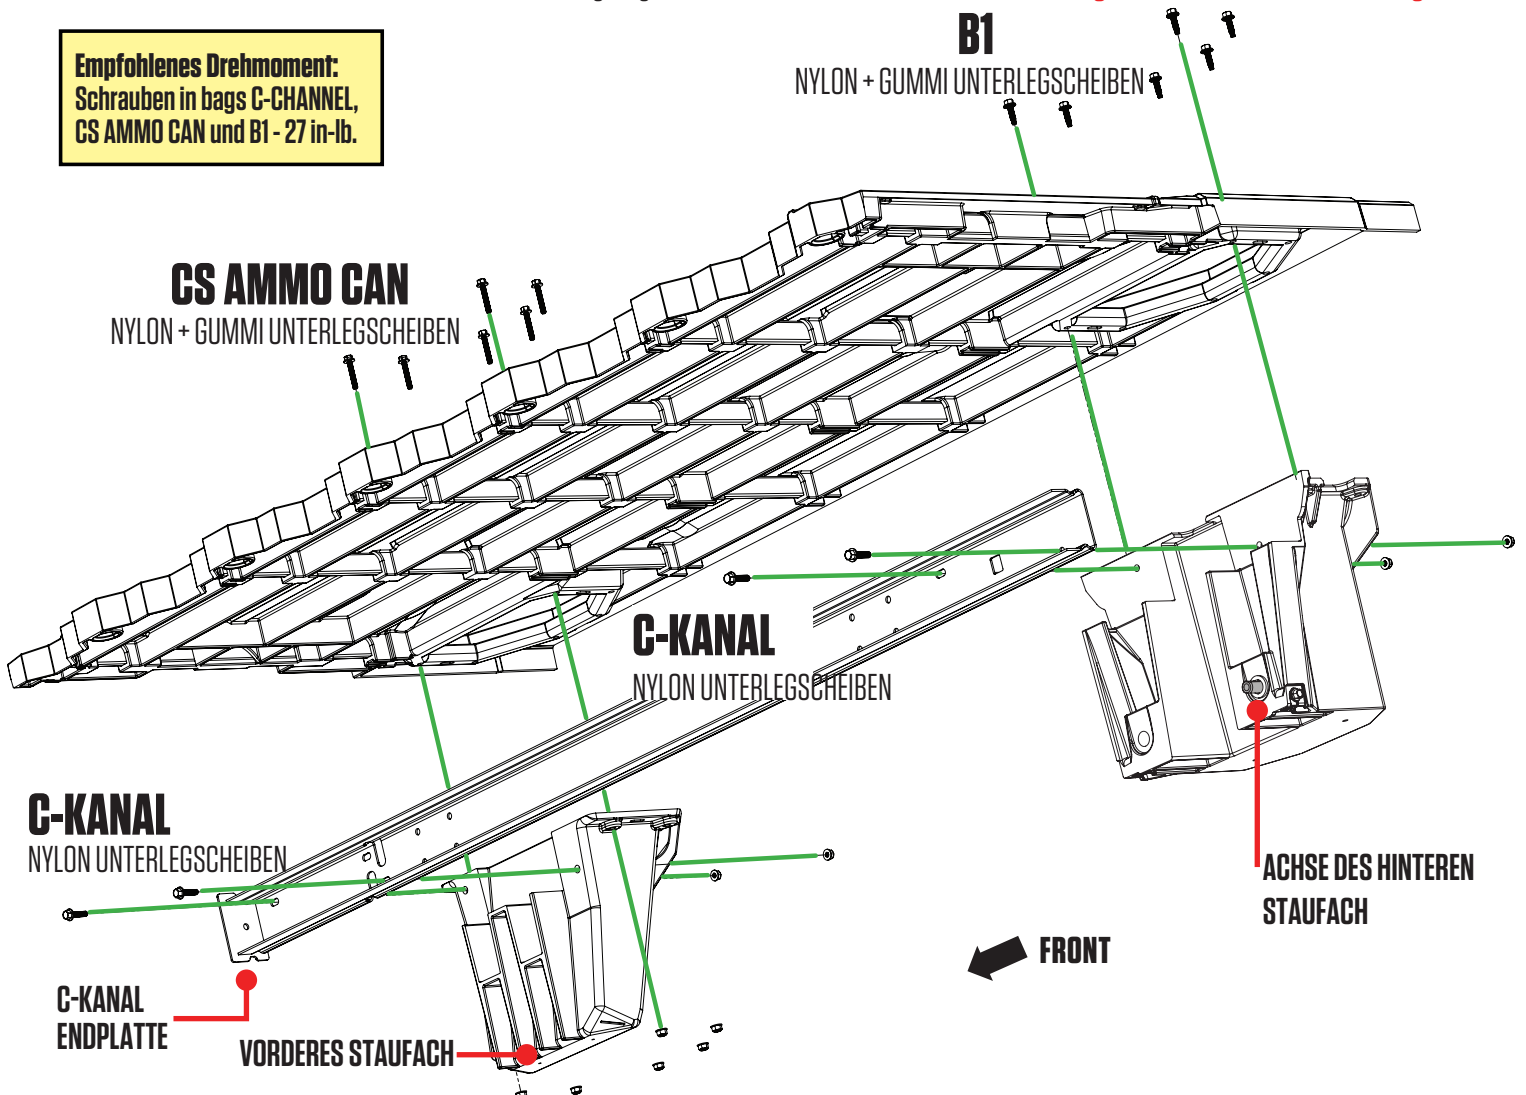 Empfohlenes Drehmoment:
Schrauben in bags C-CHANNEL,
CS AMMO CAN und B1 - 27 in-lb.
B1
NYLON + GUMMI UNTERLEGSCHEIBEN
CS AMMO CAN
NYLON + GUMMI UNTERLEGSCHEIBEN
C-KANAL
NYLON UNTERLEGSCHEIBEN
C-KANAL
NYLON UNTERLEGSCHEIBEN
ACHSE DES HINTEREN
STAUFACH
FRONT
C-KANAL
ENDPLATTE
VORDERES STAUFACH